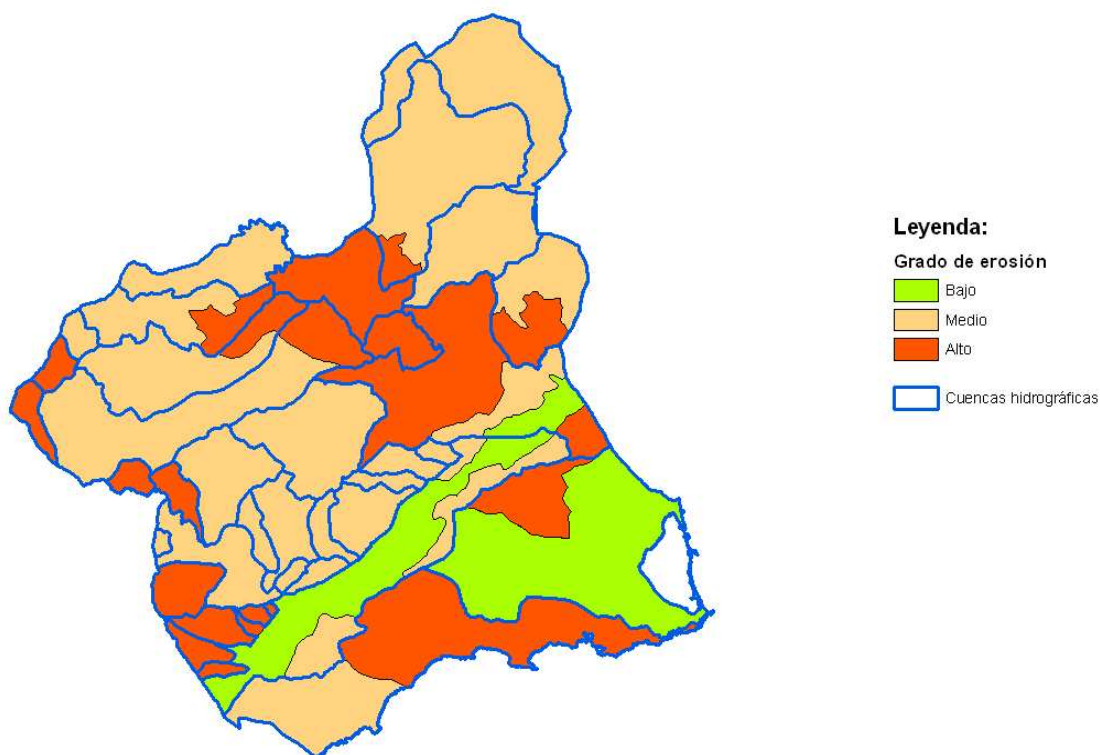 Leyenda:
Grado de erosión
Bajo
Medio
Alto
Cuencas hidrográficas